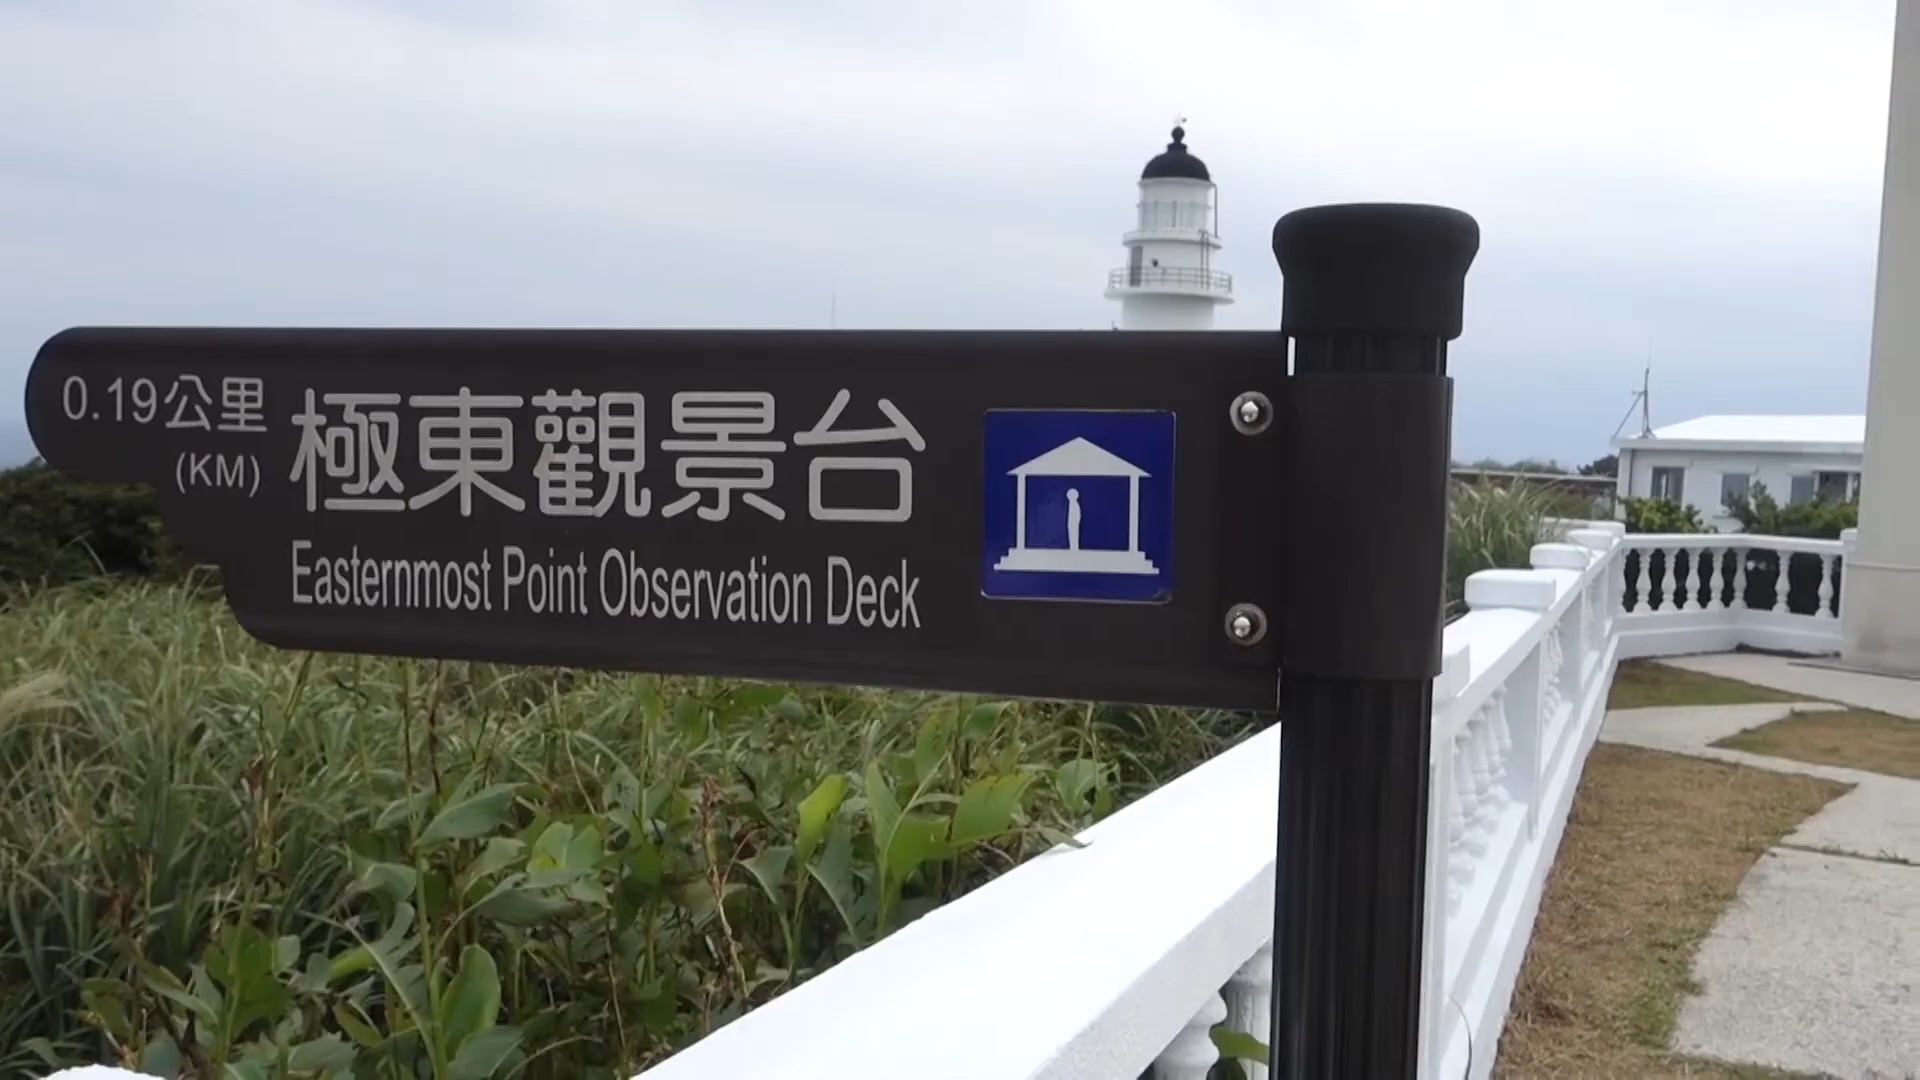 0.19公里
(KM)
極東觀景台
Easternmost Point Observation Deck